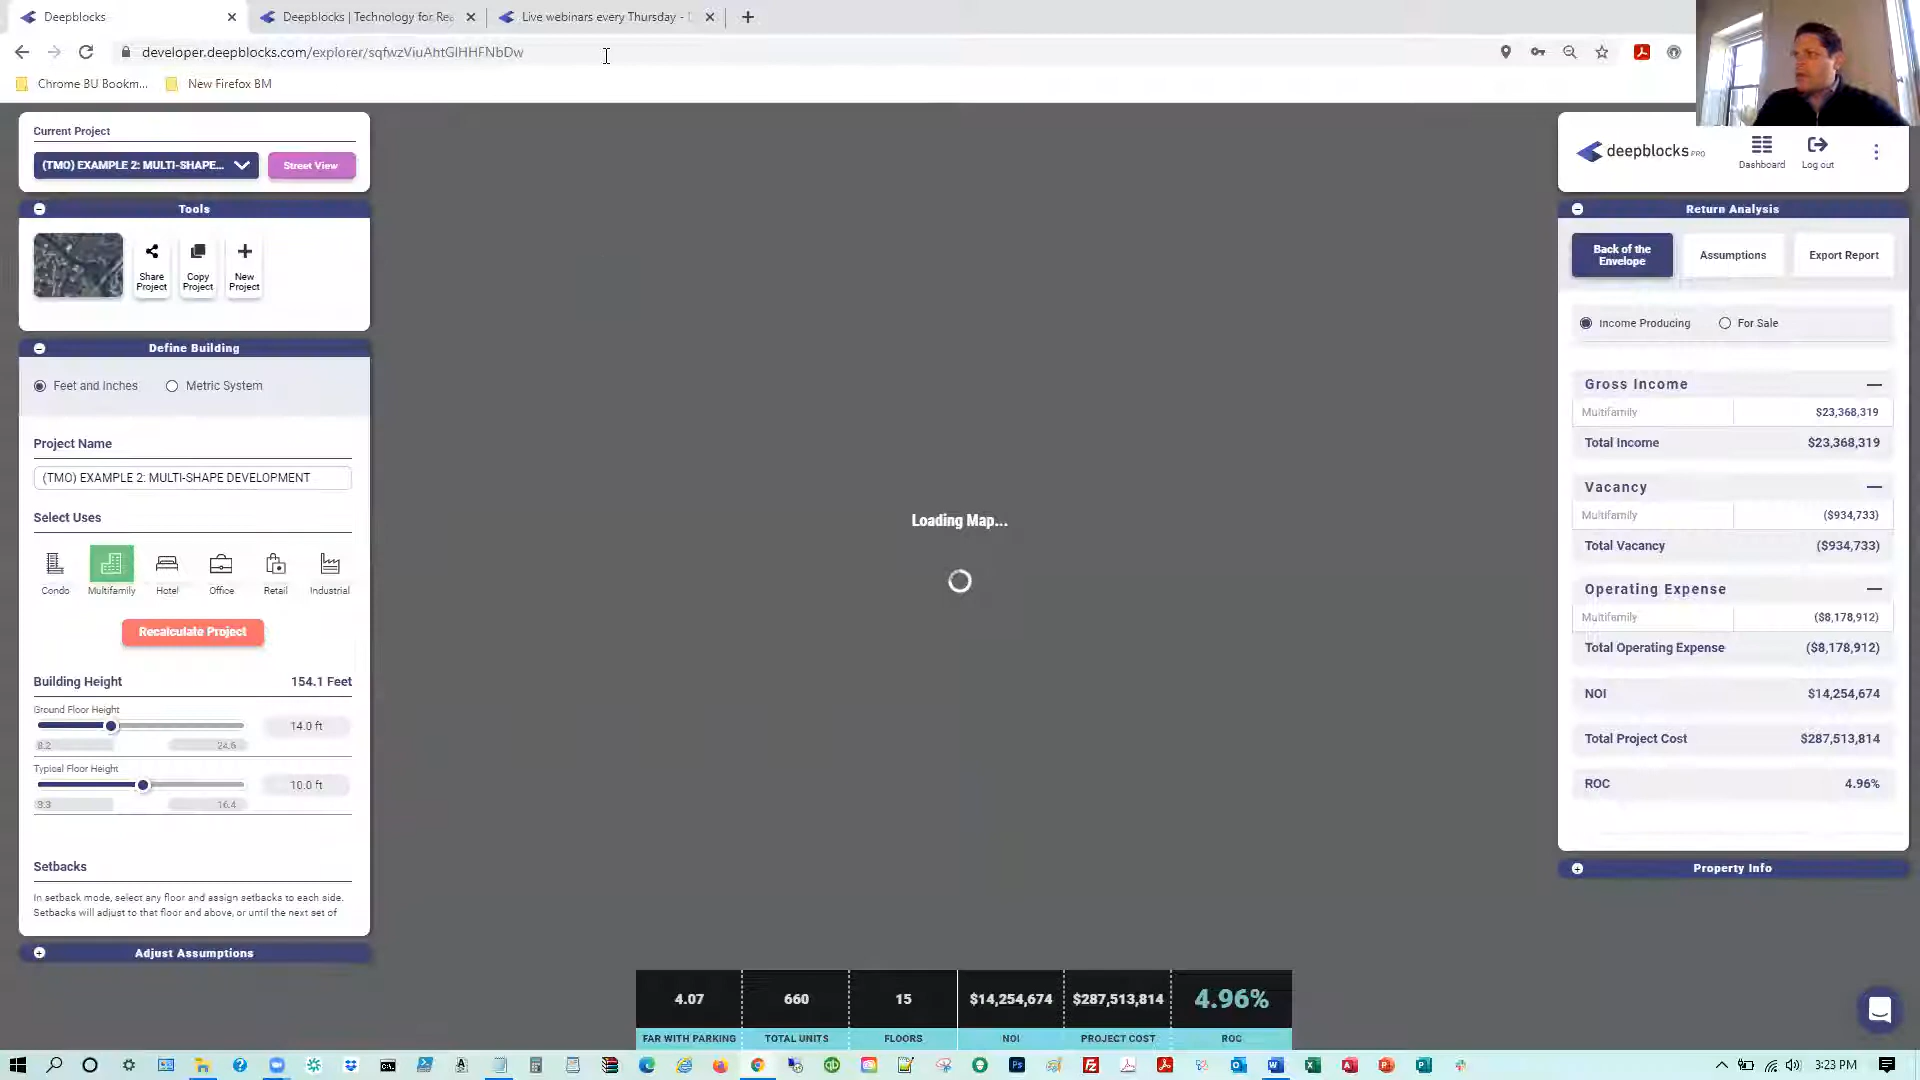 Deepblocks
Deepblocks | Technology for Rea
Live webinars every Thursday -
developer.deepblocks.com/explorer/sqfwzViuAhtGIHHFNbDw
Chrome BU Bookm...
New Firefox BM
Current Project
(TMO) EXAMPLE 2: MULTI-SHAPE...
Street View
Tools
Share Project
Copy Project
New Project
Define Building
Feet and Inches
Metric System
Project Name
(TMO) EXAMPLE 2: MULTI-SHAPE DEVELOPMENT
Select Uses
Condo
Multifamily
Hotel
Office
Retail
Industrial
Recalculate Project
Building Height 154.1 Feet
Ground Floor Height
14.0 ft
8.2 24.6
Typical Floor Height
10.0 ft
16.4
Setbacks
In setback mode, select any floor and assign setbacks to each side.
Setbacks will adjust to that floor and above, or until the next set of
Adjust Assumptions
Loading Map...
4.07
660
15
$14,254,674
$287,513,814
4.96%
FAR WITH PARKING
TOTAL UNITS
FLOORS
NOI
PROJECT COST
ROC
deepblocks PRO
Dashboard
Log out
Return Analysis
Back of the
Envelope
Assumptions
Export Report
Income Producing
For Sale
Gross Income
Multifamily $23,368,319
Total Income $23,368,319
Vacancy
Multifamily ($934,733)
Total Vacancy ($934,733)
Operating Expense
Multifamily ($8,178,912)
Total Operating Expense ($8,178,912)
NOI $14,254,674
Total Project Cost $287,513,814
ROC 4.96%
Property Info
3:23 PM